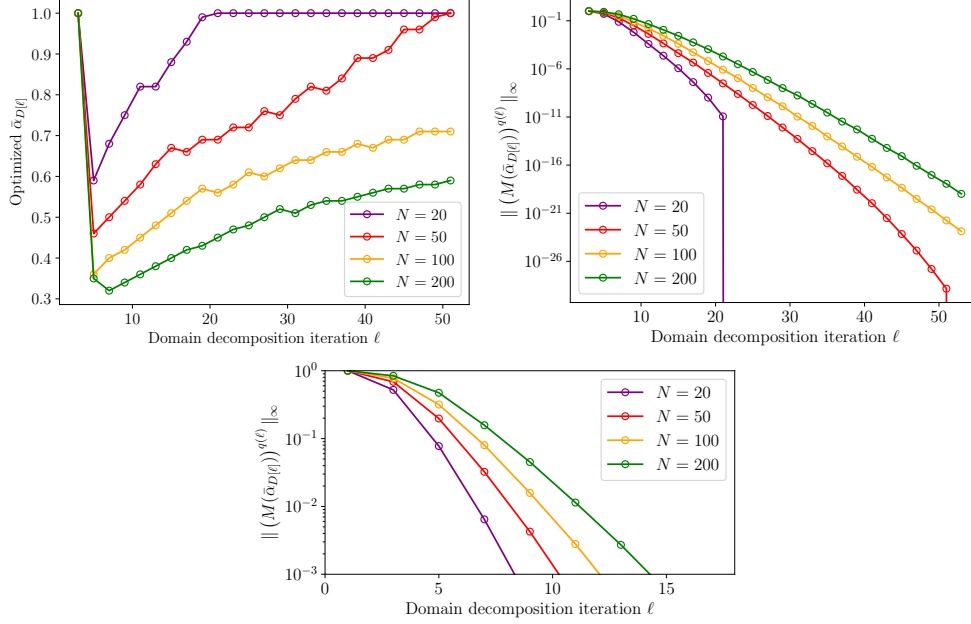 Optimized $\bar{\alpha}_{D[\ell]}$
1.0
0.9
0.8
0.7
0.6
0.5
0.4
0.3
10
20
30
40
50
Domain decomposition iteration ℓ
N = 20
N = 50
N = 100
N = 200
$\| (M(\bar{\alpha}_{D[\ell]}))^{q(\ell)} \|_\infty$
$10^{-1}$
$10^{-6}$
$10^{-11}$
$10^{-16}$
$10^{-21}$
$10^{-26}$
N = 20
N = 50
N = 100
N = 200
10
20
30
40
50
Domain decomposition iteration ℓ
$\| (M(\bar{\alpha}_{D[\ell]}))^{q(\ell)} \|_\infty$
$10^{0}$
$10^{-1}$
$10^{-2}$
$10^{-3}$
N = 20
N = 50
N = 100
N = 200
0
5
10
15
Domain decomposition iteration ℓ